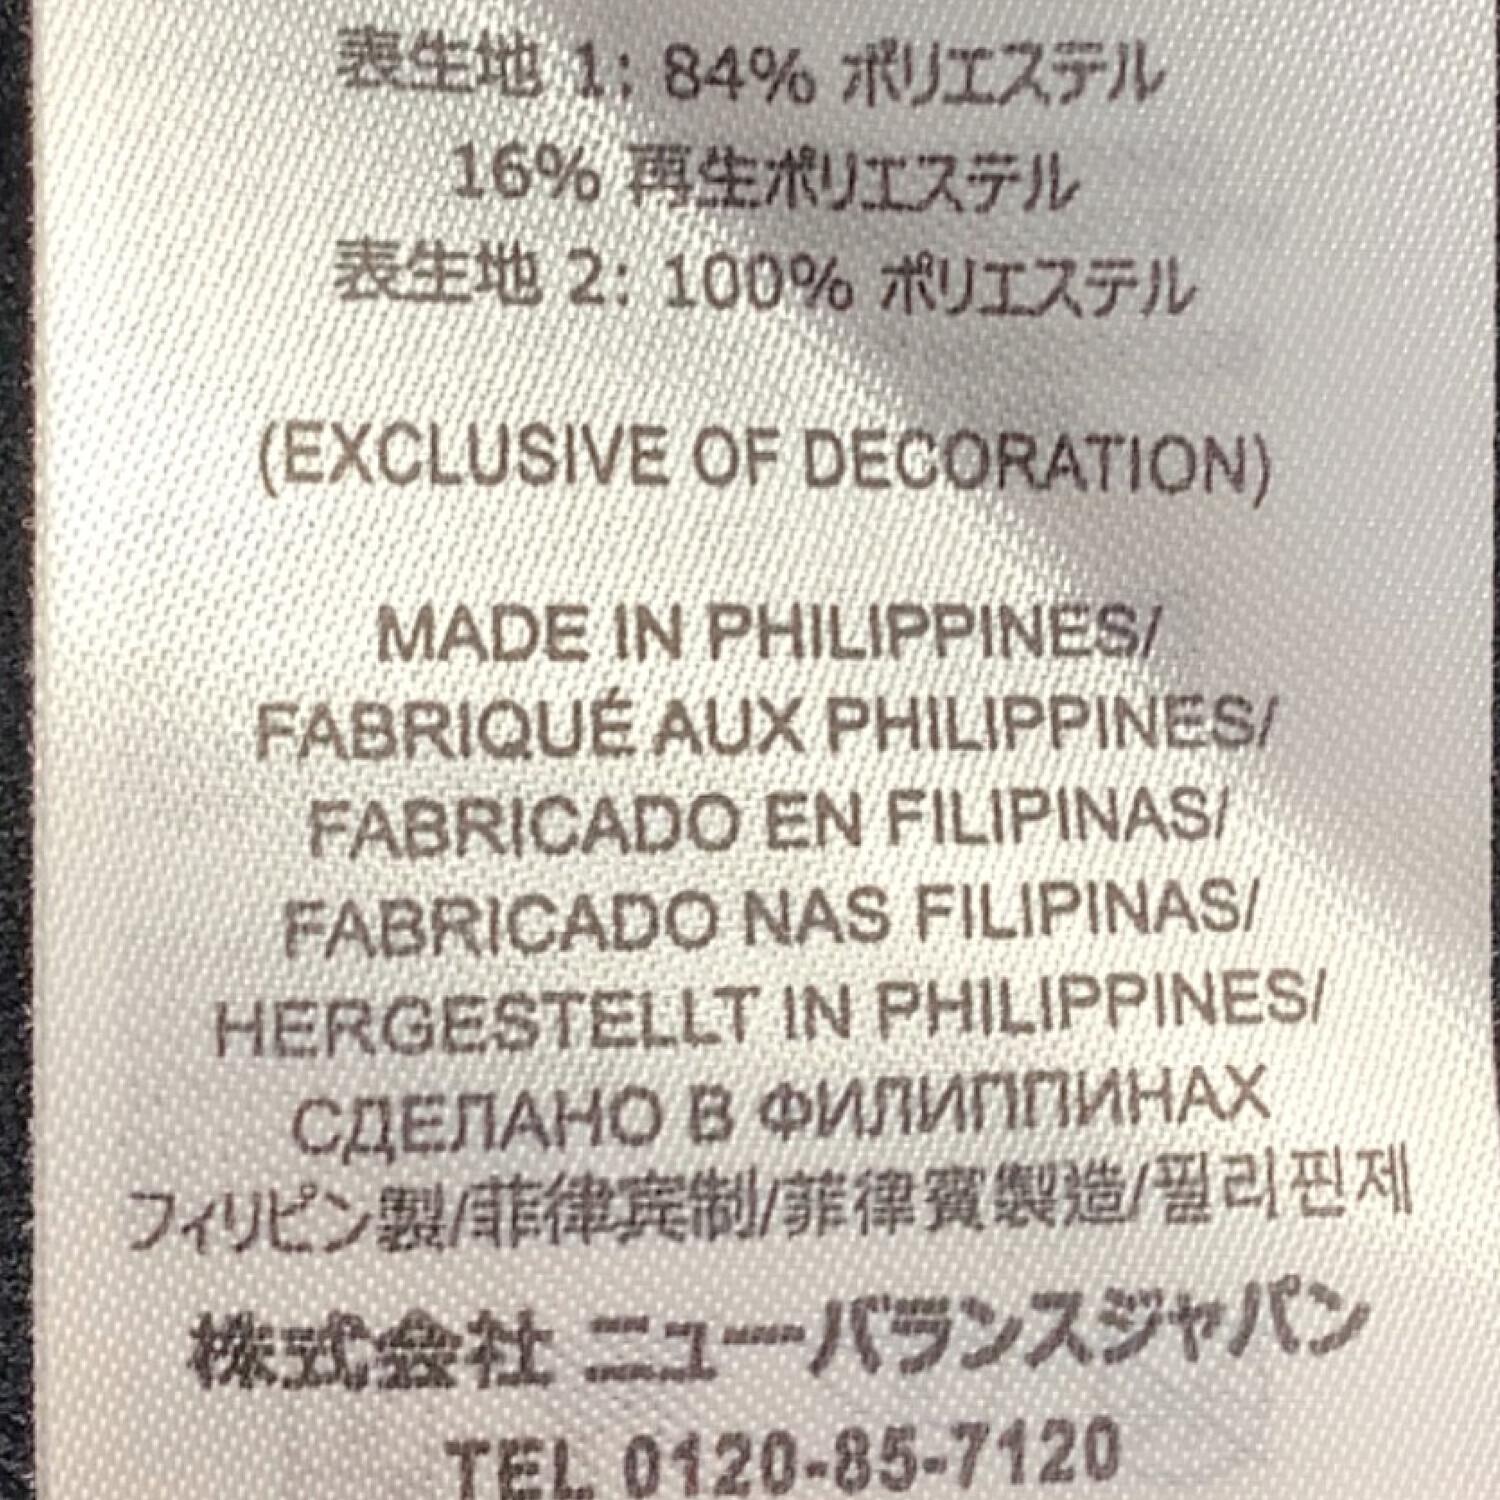 表生地 1: 84% ポリエステル
16% 再生ポリエステル
表生地 2: 100% ポリエステル
(EXCLUSIVE OF DECORATION)
MADE IN PHILIPPINES/
FABRIQUÉ AUX PHILIPPINES/
FABRICADO EN FILIPINAS/
FABRICADO NAS FILIPINAS/
HERGESTELLT IN PHILIPPINES/
СДЕЛАНО В ФИЛИППИНАХ
フィリピン製/菲律宾制/菲律賓製造/필리핀제
株式会社 ニューバランスジャパン
TEL 0120-85-7120